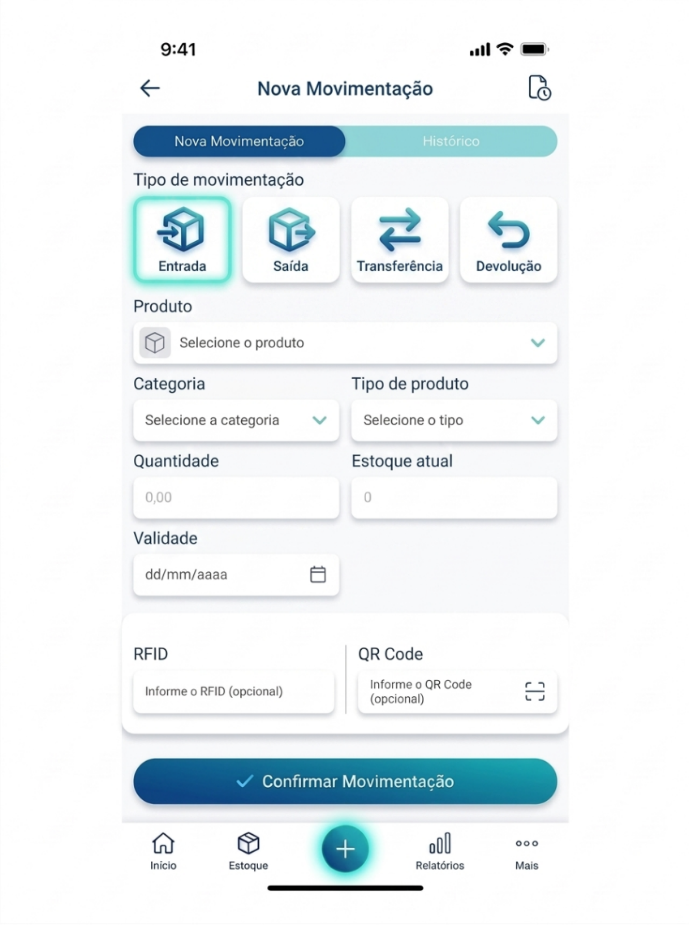 9:41
Nova Movimentação
Nova Movimentação
Histórico
Tipo de movimentação
Entrada
Saída
Transferência
Devolução
Produto
Selecione o produto
Categoria
Tipo de produto
Selecione a categoria
Selecione o tipo
Quantidade
Estoque atual
0,00
0
Validade
dd/mm/aaaa
RFID
QR Code
Informe o RFID (opcional)
Informe o QR Code
(opcional)
Confirmar Movimentação
Início
Estoque
Relatórios
Mais